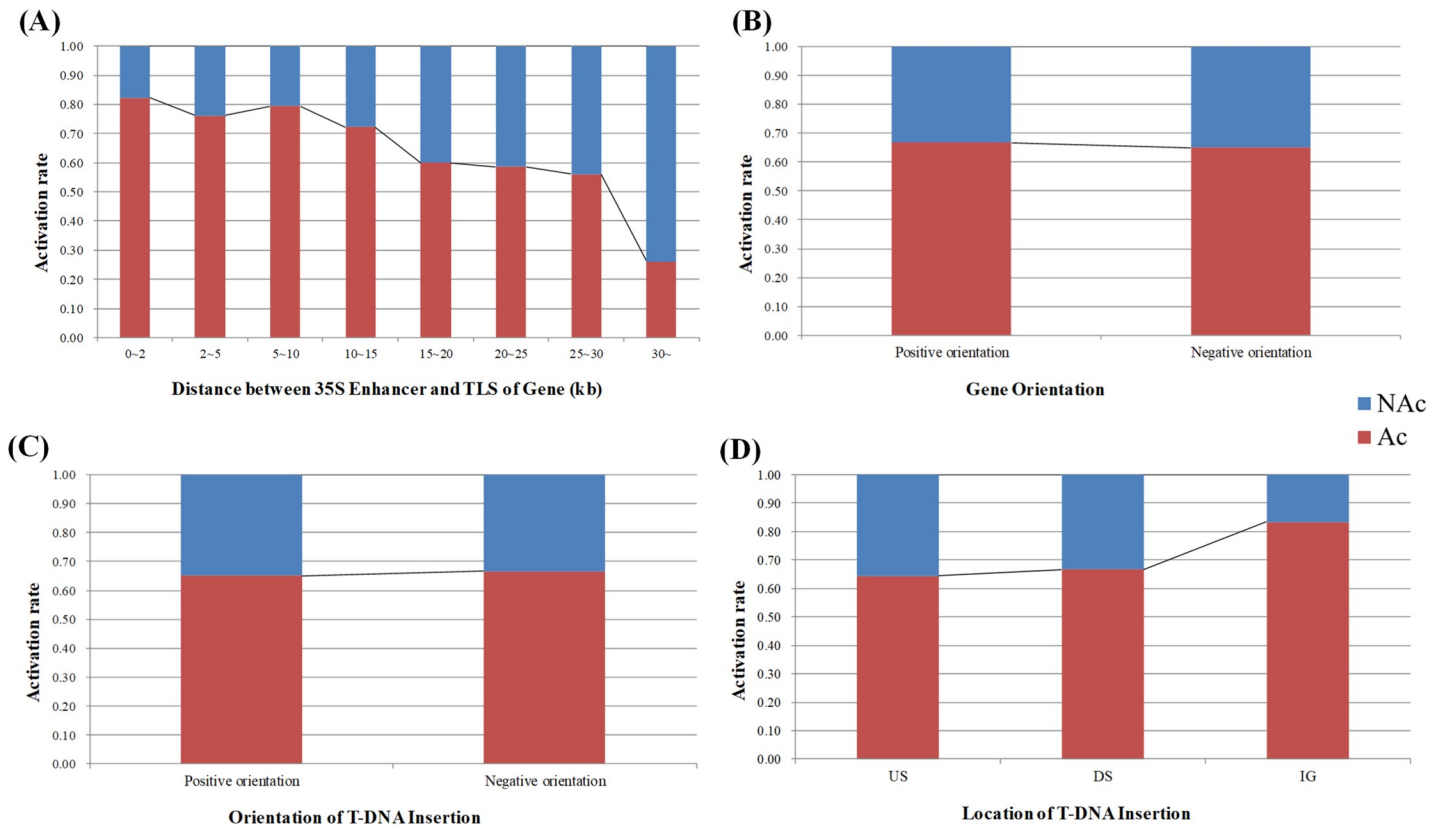 (A)
1.00
0.90
0.80
0.70
0.60
0.50
0.40
0.30
0.20
0.10
0.00
Activation rate
0~2 2~5 5~10 10~15 15~20 20~25 25~30 30~
Distance between 35S Enhancer and TLS of Gene (kb)
(B)
1.00
0.90
0.80
0.70
0.60
0.50
0.40
0.30
0.20
0.10
0.00
Activation rate
Positive orientation Negative orientation
Gene Orientation
NAc
Ac
(C)
1.00
0.90
0.80
0.70
0.60
0.50
0.40
0.30
0.20
0.10
0.00
Activation rate
Positive orientation Negative orientation
Orientation of T-DNA Insertion
(D)
1.00
0.90
0.80
0.70
0.60
0.50
0.40
0.30
0.20
0.10
0.00
Activation rate
US DS IG
Location of T-DNA Insertion